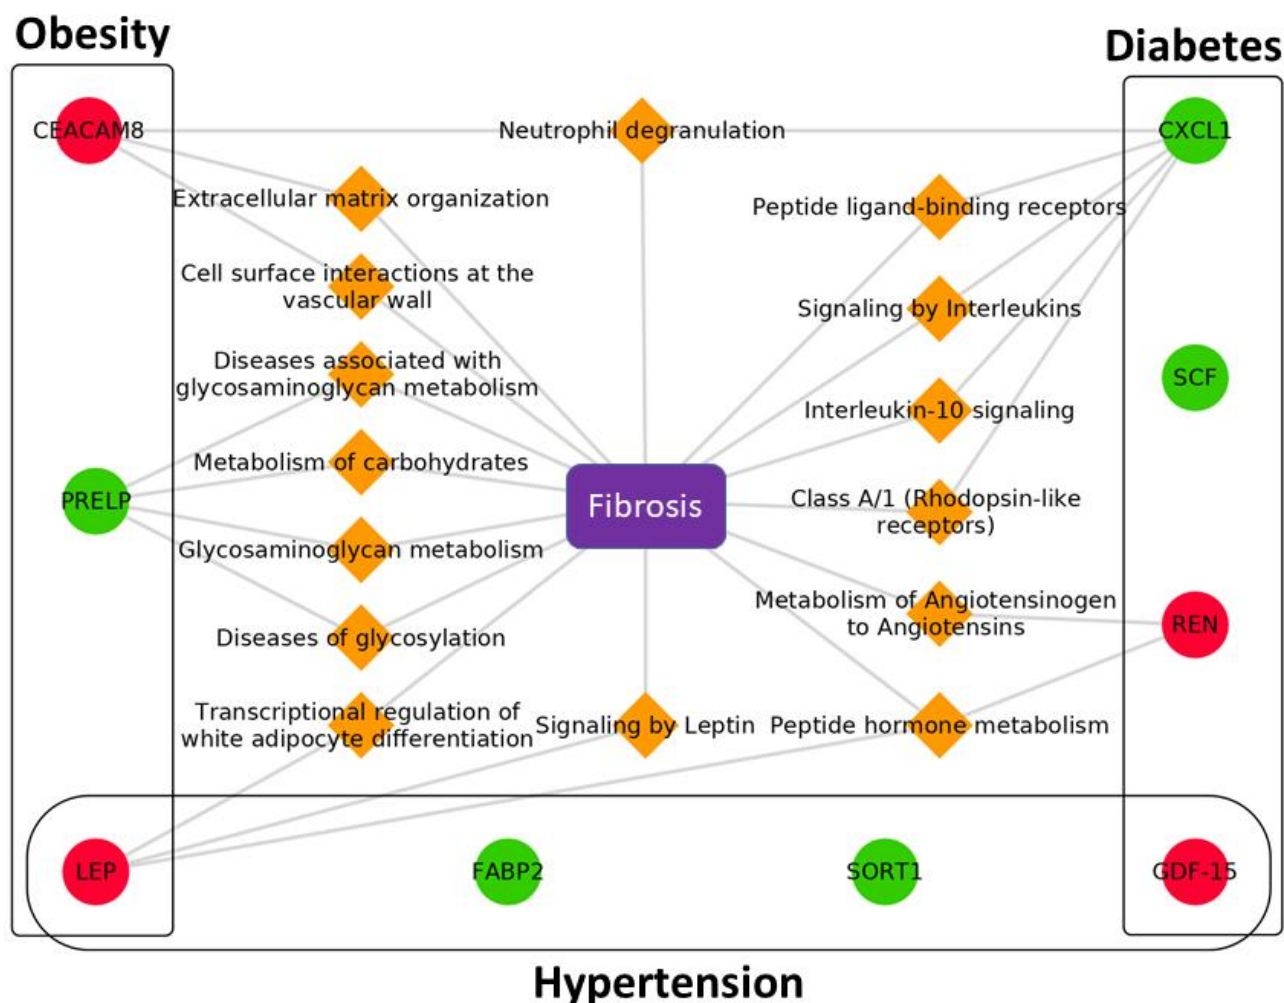 Obesity
Diabetes
CEACAM8
Neutrophil degranulation
CXCL1
Extracellular matrix organization
Peptide ligand-binding receptors
Cell surface interactions at the
vascular wall
Signaling by Interleukins
Diseases associated with
glycosaminoglycan metabolism
SCF
Interleukin-10 signaling
Metabolism of carbohydrates
PRELP
Fibrosis
Class A/1 (Rhodopsin-like
receptors)
Glycosaminoglycan metabolism
Metabolism of Angiotensinogen
to Angiotensins
REN
Diseases of glycosylation
Transcriptional regulation of
white adipocyte differentiation
Signaling by Leptin
Peptide hormone metabolism
LEP
FABP2
SORT1
GDF-15
Hypertension